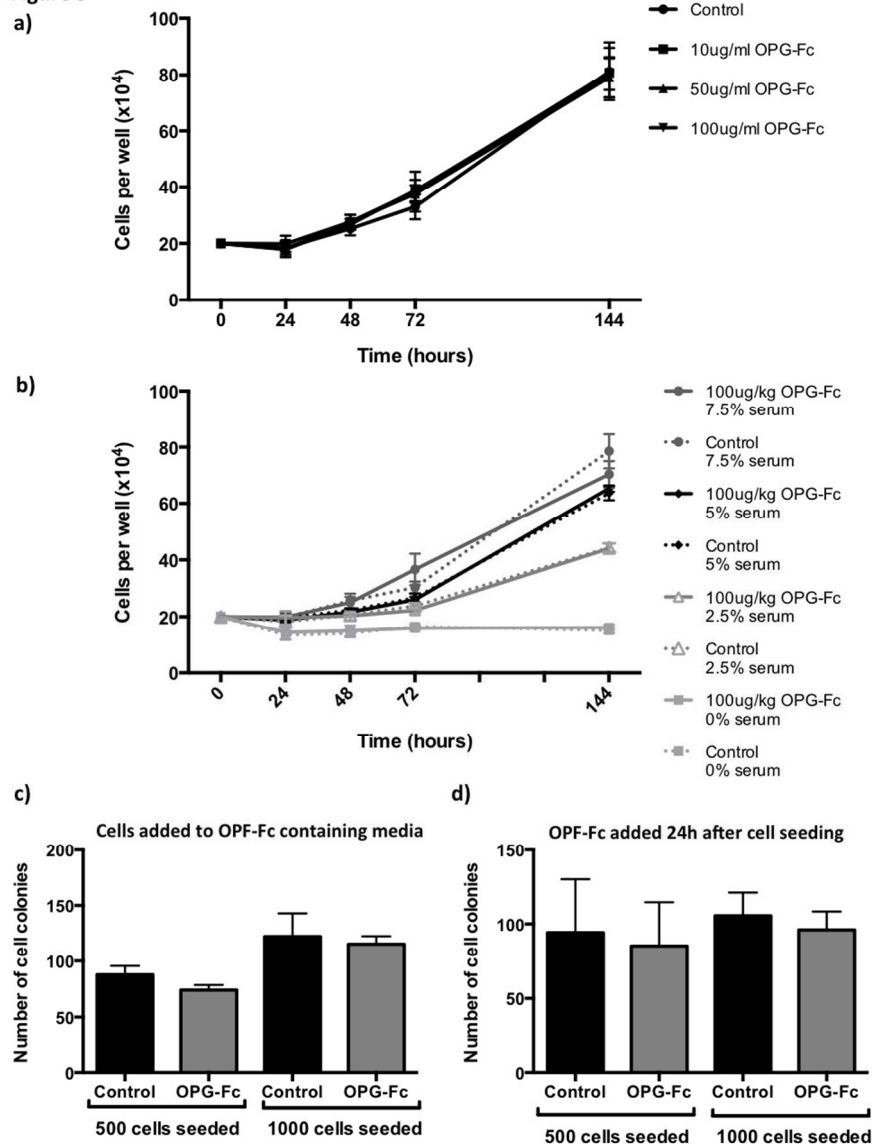 a)
100
80
60
40
20
0
Cells per well (x10⁴)
0 24 48 72 144
Time (hours)
Control
10ug/ml OPG-Fc
50ug/ml OPG-Fc
100ug/ml OPG-Fc
b)
100
80
60
40
20
0
Cells per well (x10⁴)
0 24 48 72 144
Time (hours)
100ug/kg OPG-Fc
7.5% serum
Control
7.5% serum
100ug/kg OPG-Fc
5% serum
Control
5% serum
100ug/kg OPG-Fc
2.5% serum
Control
2.5% serum
100ug/kg OPG-Fc
0% serum
Control
0% serum
c)
Cells added to OPF-Fc containing media
200
150
100
50
0
Number of cell colonies
Control OPG-Fc Control OPG-Fc
500 cells seeded 1000 cells seeded
d)
OPF-Fc added 24h after cell seeding
150
100
50
0
Number of cell colonies
Control OPG-Fc Control OPG-Fc
500 cells seeded 1000 cells seeded